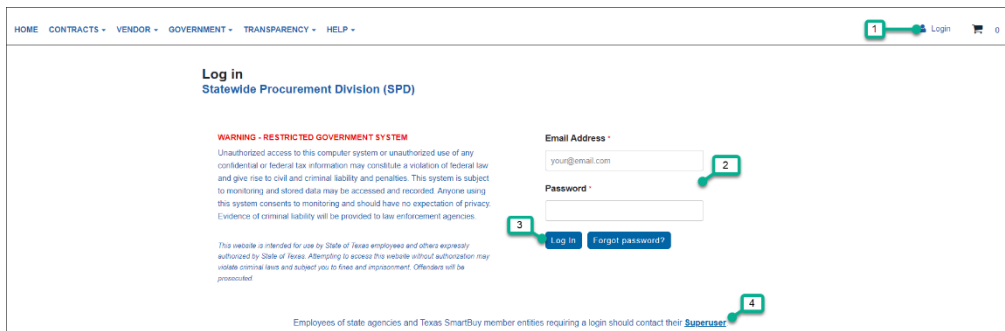 HOME CONTRACTS VENDOR GOVERNMENT TRANSPARENCY HELP
1
Login
0
Log in
Statewide Procurement Division (SPD)
WARNING - RESTRICTED GOVERNMENT SYSTEM
Unauthorized access to this computer system or unauthorized use of any
confidential or federal tax information may constitute a violation of federal law
and give rise to civil and criminal liability and penalties. This system is subject
to monitoring and stored data may be accessed and recorded. Anyone using
this system consents to monitoring and should have no expectation of privacy.
Evidence of criminal liability will be provided to law enforcement agencies.
This website is intended for use by State of Texas employees and others expressly
authorized by State of Texas. Attempting to access this website without authorization may
violate criminal laws and subject you to fines and imprisonment. Offenders will be
prosecuted.
Email Address *
your@email.com
2
Password *
3
Log In
Forgot password?
4
Employees of state agencies and Texas SmartBuy member entities requiring a login should contact their Superuser